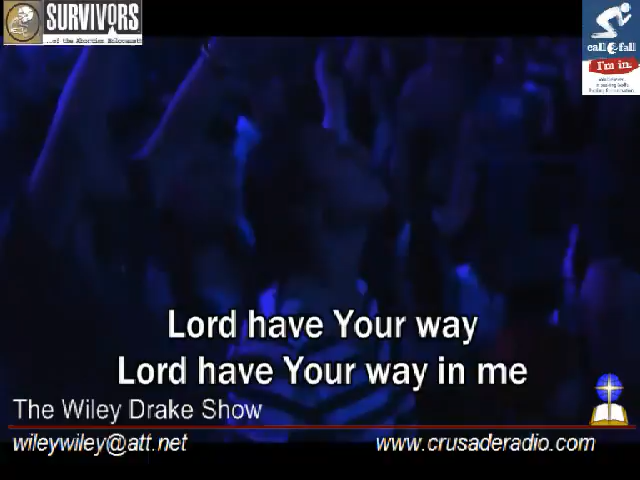 SURVIVORS
...of the Abortion Holocaust
call 2 fall
I'm in.
Lord have Your way
Lord have Your way in me
The Wiley Drake Show
wileywiley@att.net www.crusaderadio.com